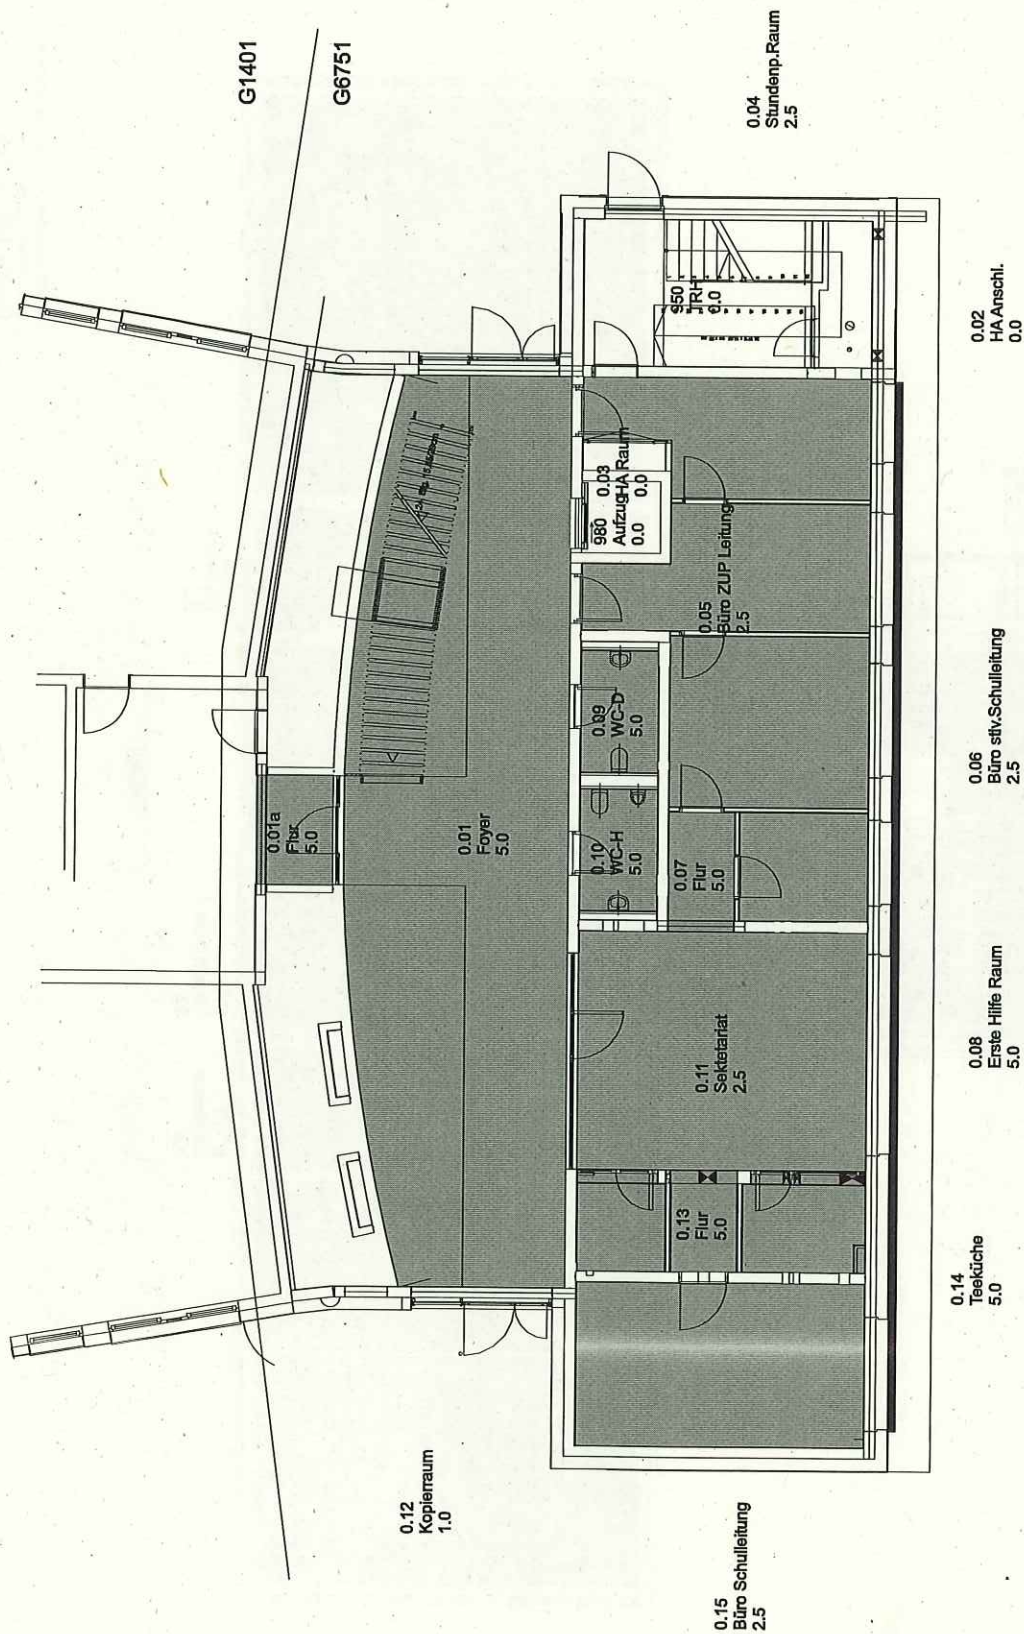 G1401
G6751
0.04
Stundenp.Raum
2.5
950
TRH
0.0
0.02
HA Anschl.
0.0
0.03
HA Raum
0.0
980
Aufzug
0.0
0.05
Büro ZUP Leitung
2.5
0.09
WC-D
5.0
0.06
Büro stlv.Schulleitung
2.5
0.01a
Flur
5.0
0.01
Foyer
5.0
0.10
WC-H
5.0
0.07
Flur
5.0
0.08
Erste Hilfe Raum
5.0
0.11
Sektetariat
2.5
0.13
Flur
5.0
0.14
Teeküche
5.0
0.12
Kopierraum
1.0
0.15
Büro Schulleitung
2.5